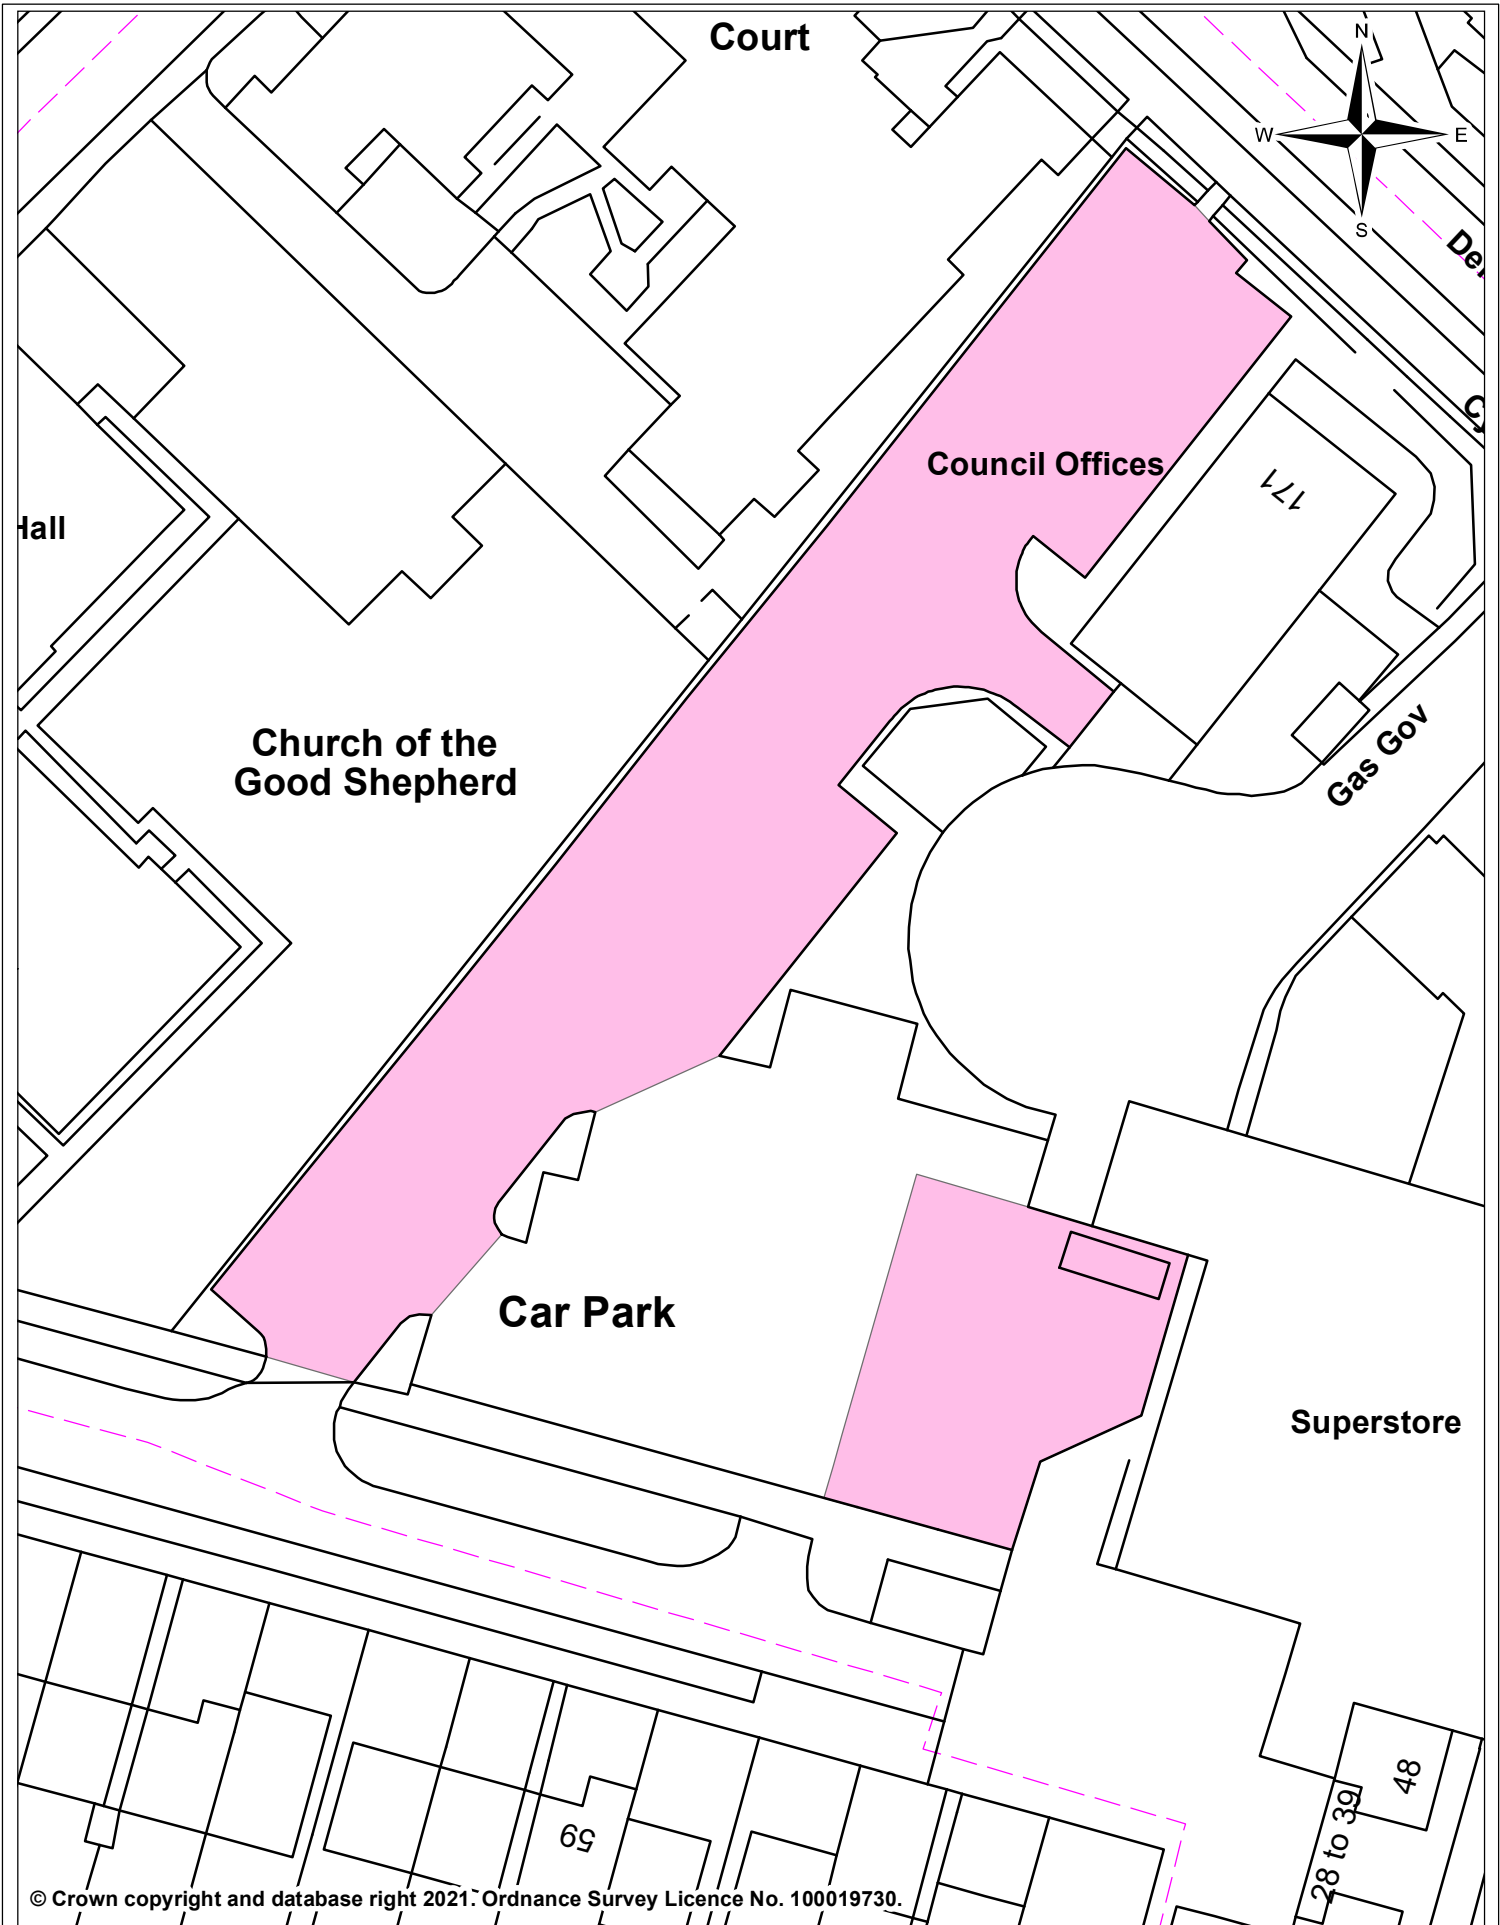 Court
N
W
E
S
Council Offices
171
Hall
Church of the
Good Shepherd
Gas Gov
Car Park
Superstore
48
28 to 39
59
© Crown copyright and database right 2021. Ordnance Survey Licence No. 100019730.